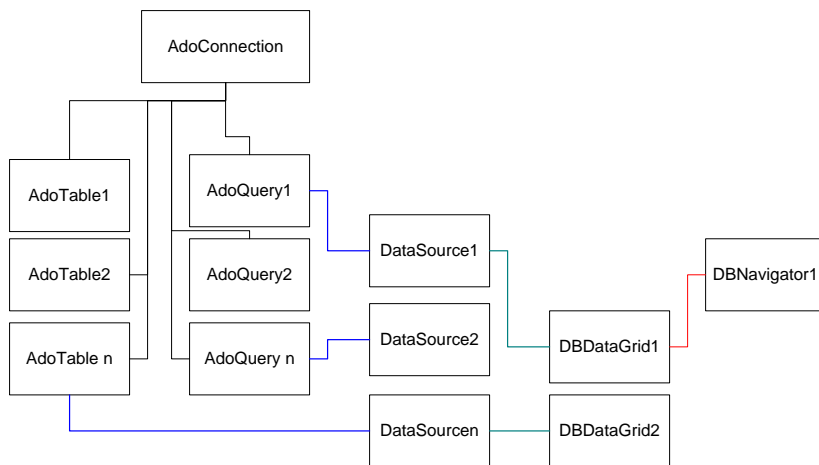 AdoConnection
AdoTable1
AdoQuery1
AdoTable2
AdoQuery2
DataSource1
DBNavigator1
AdoTable n
AdoQuery n
DataSource2
DBDataGrid1
DataSourcen
DBDataGrid2